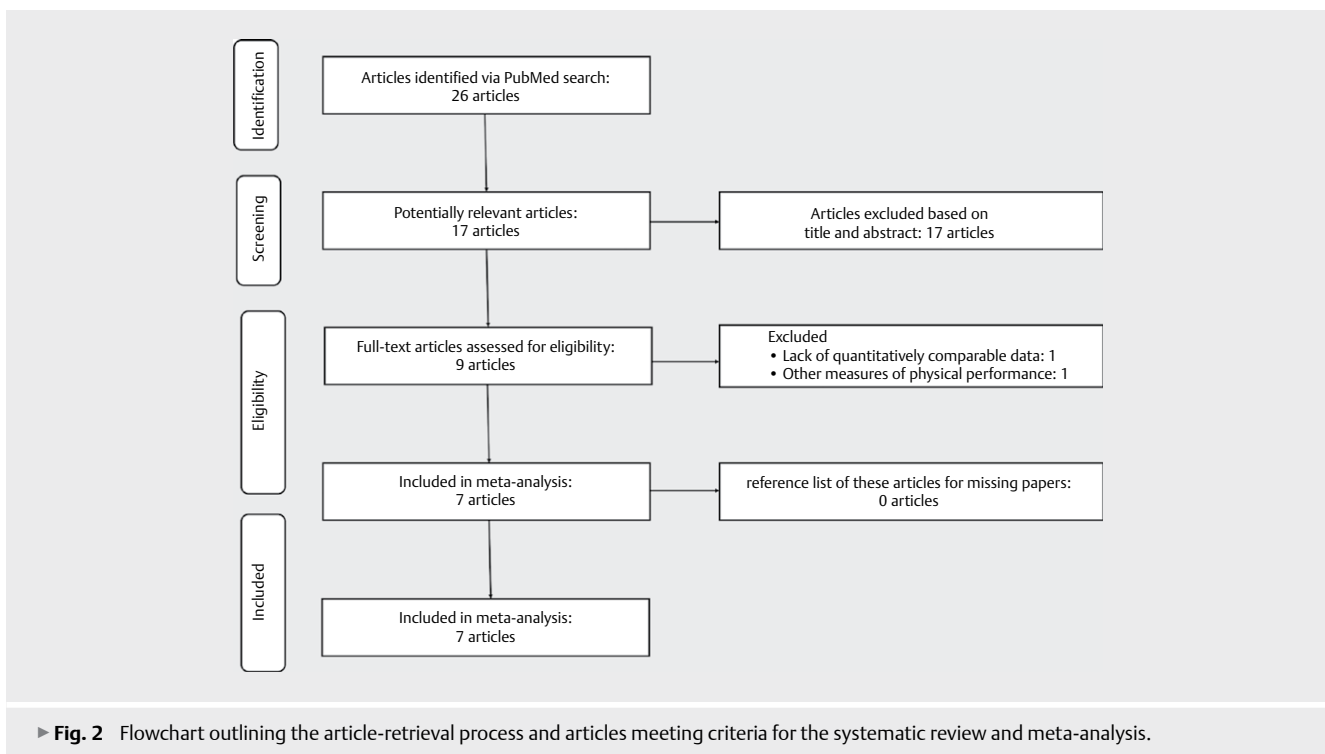 Identification
Articles identified via PubMed search:
26 articles
Screening
Potentially relevant articles:
17 articles
Articles excluded based on
title and abstract: 17 articles
Eligibility
Full-text articles assessed for eligibility:
9 articles
Excluded
• Lack of quantitatively comparable data: 1
• Other measures of physical performance: 1
Included in meta-analysis:
7 articles
reference list of these articles for missing papers:
0 articles
Included
Included in meta-analysis:
7 articles
▶ Fig. 2 Flowchart outlining the article-retrieval process and articles meeting criteria for the systematic review and meta-analysis.